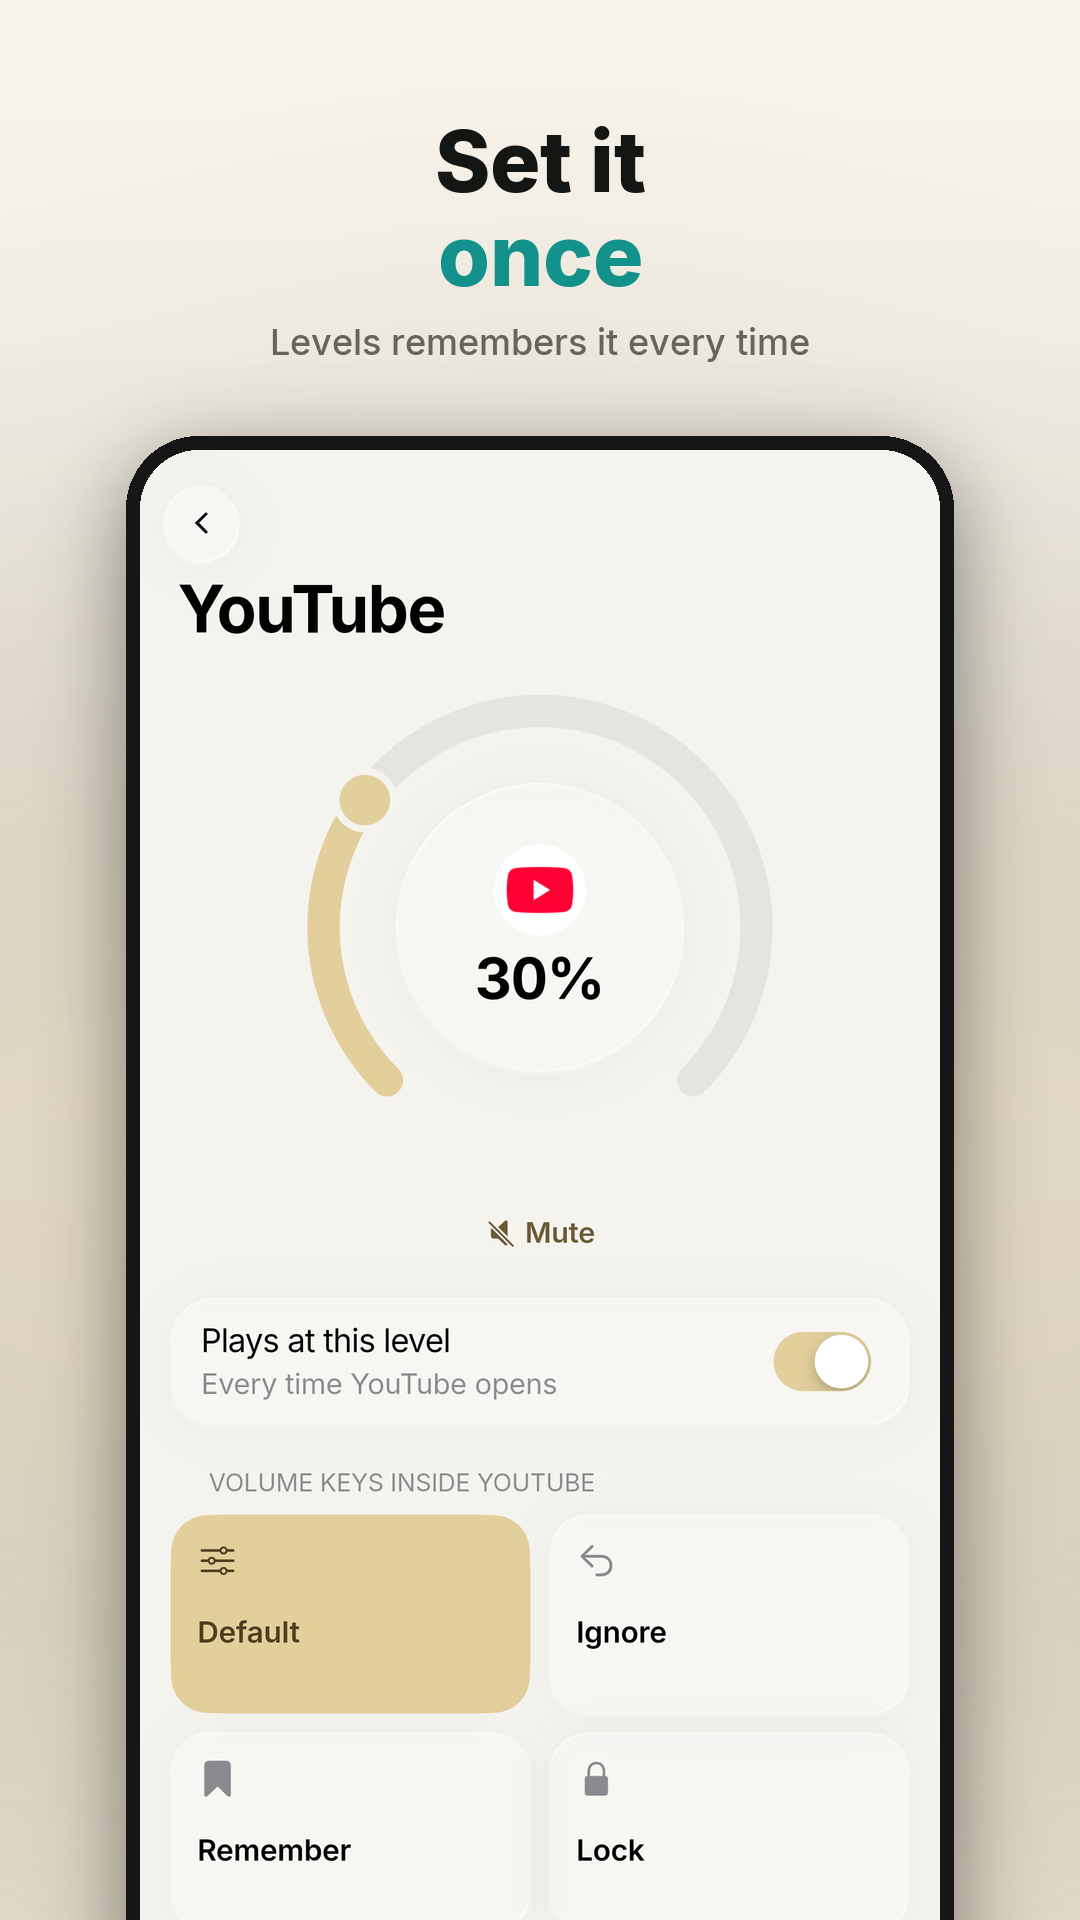 Set it
once
Levels remembers it every time
YouTube
30%
Mute
Plays at this level
Every time YouTube opens
VOLUME KEYS INSIDE YOUTUBE
Default
Ignore
Remember
Lock